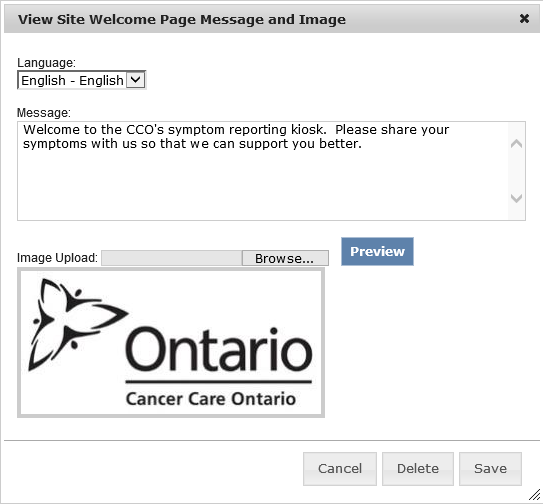 View Site Welcome Page Message and Image
Language:
English - English
Message:
Welcome to the CCO's symptom reporting kiosk.  Please share your
symptoms with us so that we can support you better.
Image Upload:
Browse...
Preview
Ontario
Cancer Care Ontario
Cancel
Delete
Save